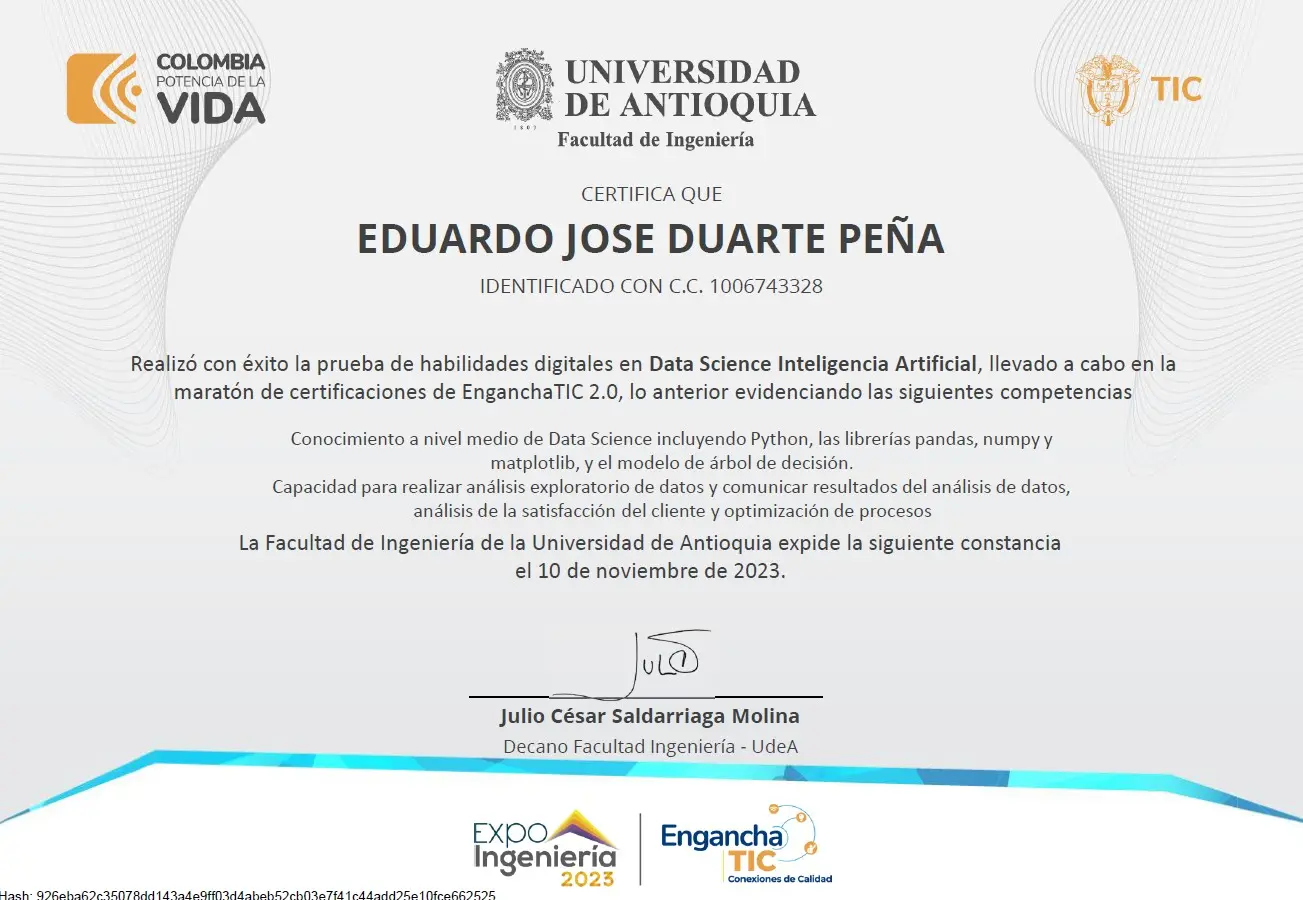 COLOMBIA
POTENCIA DE LA
VIDA
UNIVERSIDAD
DE ANTIOQUIA
1803
Facultad de Ingeniería
TIC
CERTIFICA QUE
EDUARDO JOSE DUARTE PEÑA
IDENTIFICADO CON C.C. 1006743328
Realizó con éxito la prueba de habilidades digitales en Data Science Inteligencia Artificial, llevado a cabo en la
maratón de certificaciones de EnganchaTIC 2.0, lo anterior evidenciando las siguientes competencias
Conocimiento a nivel medio de Data Science incluyendo Python, las librerías pandas, numpy y
matplotlib, y el modelo de árbol de decisión.
Capacidad para realizar análisis exploratorio de datos y comunicar resultados del análisis de datos,
análisis de la satisfacción del cliente y optimización de procesos
La Facultad de Ingeniería de la Universidad de Antioquia expide la siguiente constancia
el 10 de noviembre de 2023.
Julio César Saldarriaga Molina
Decano Facultad Ingeniería - UdeA
EXPO
Ingeniería
2023
Engancha
TIC
Conexiones de Calidad
Hash: 926eba62c35078dd143a4e9ff03d4abeb52cb03e7f41c44add25e10fce662525